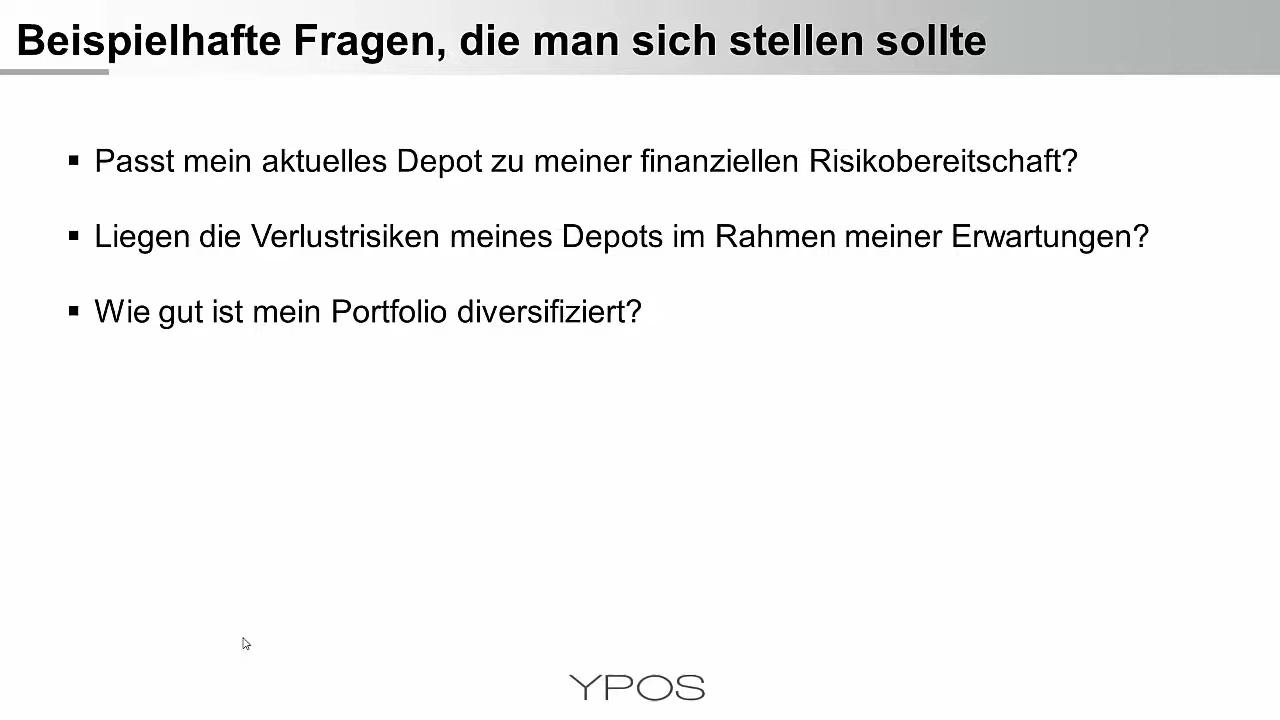 Beispielhafte Fragen, die man sich stellen sollte
▪ Passt mein aktuelles Depot zu meiner finanziellen Risikobereitschaft?
▪ Liegen die Verlustrisiken meines Depots im Rahmen meiner Erwartungen?
▪ Wie gut ist mein Portfolio diversifiziert?
YPOS